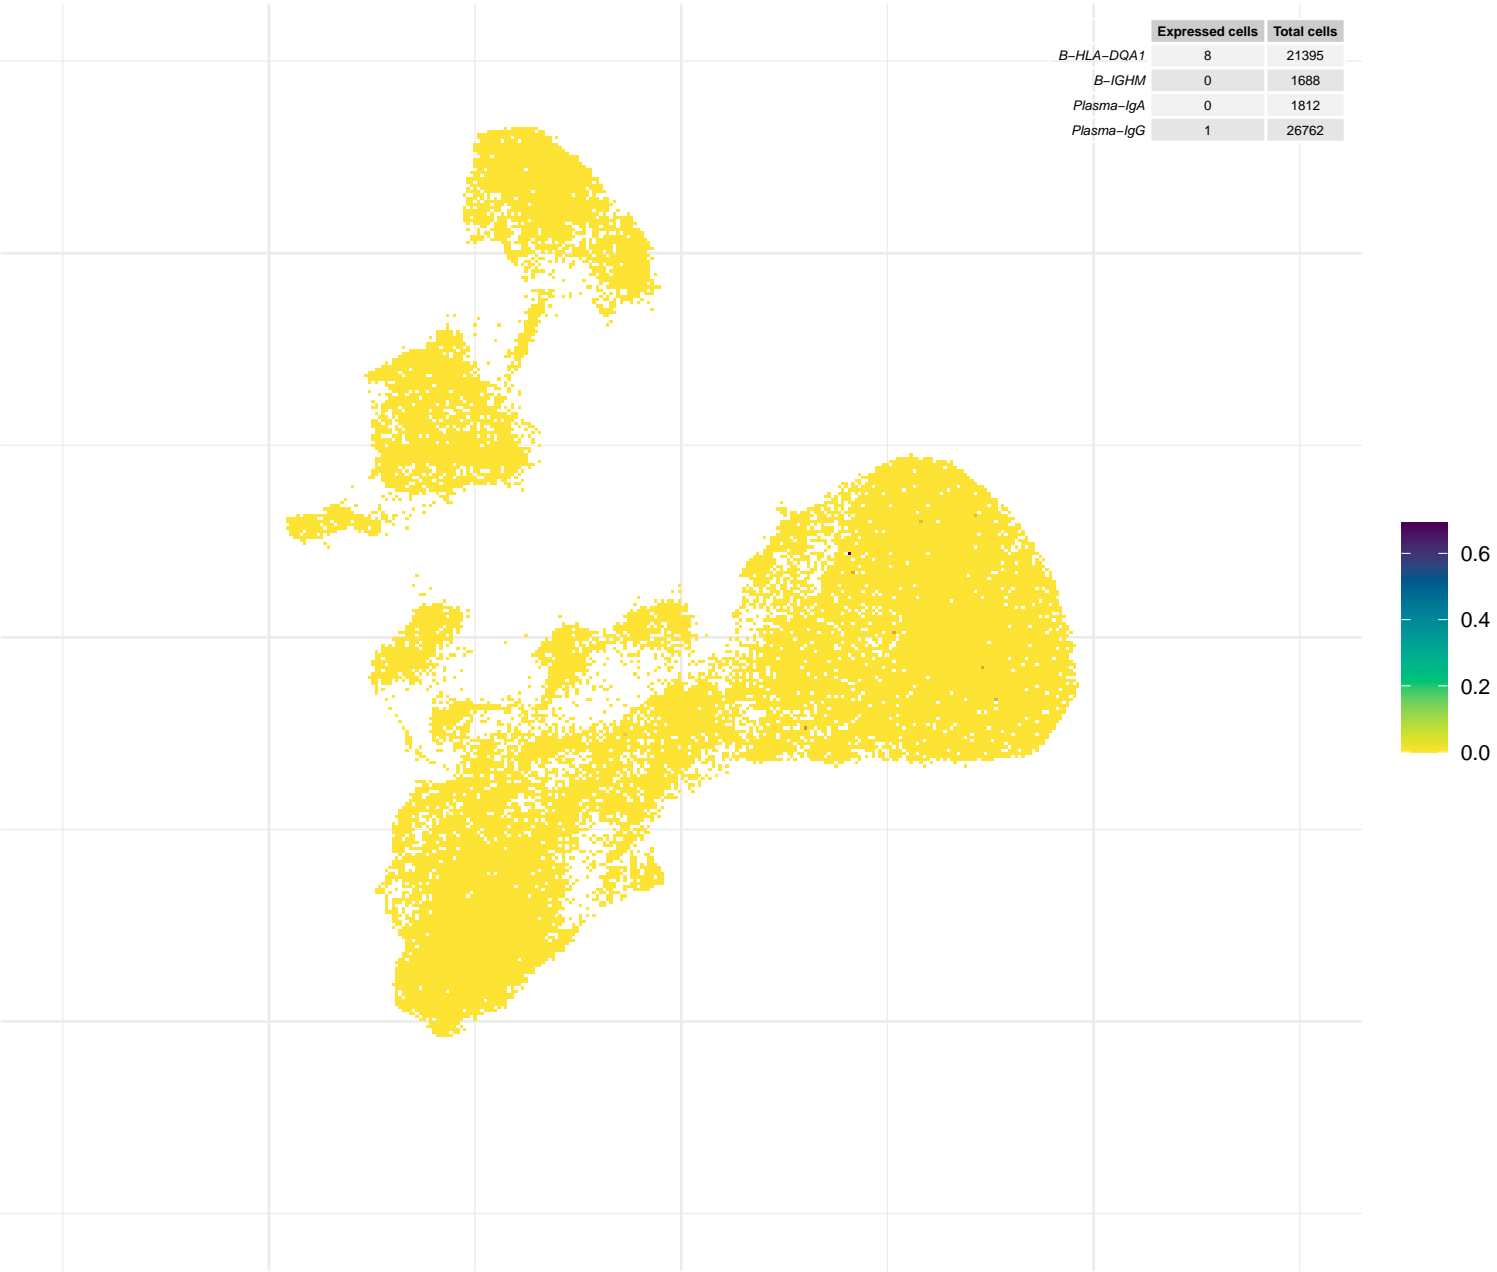 Expressed cells Total cells
B−HLA−DQA1 8 21395
B−IGHM 0 1688
Plasma−IgA 0 1812
Plasma−IgG 1 26762
0.6
0.4
0.2
0.0